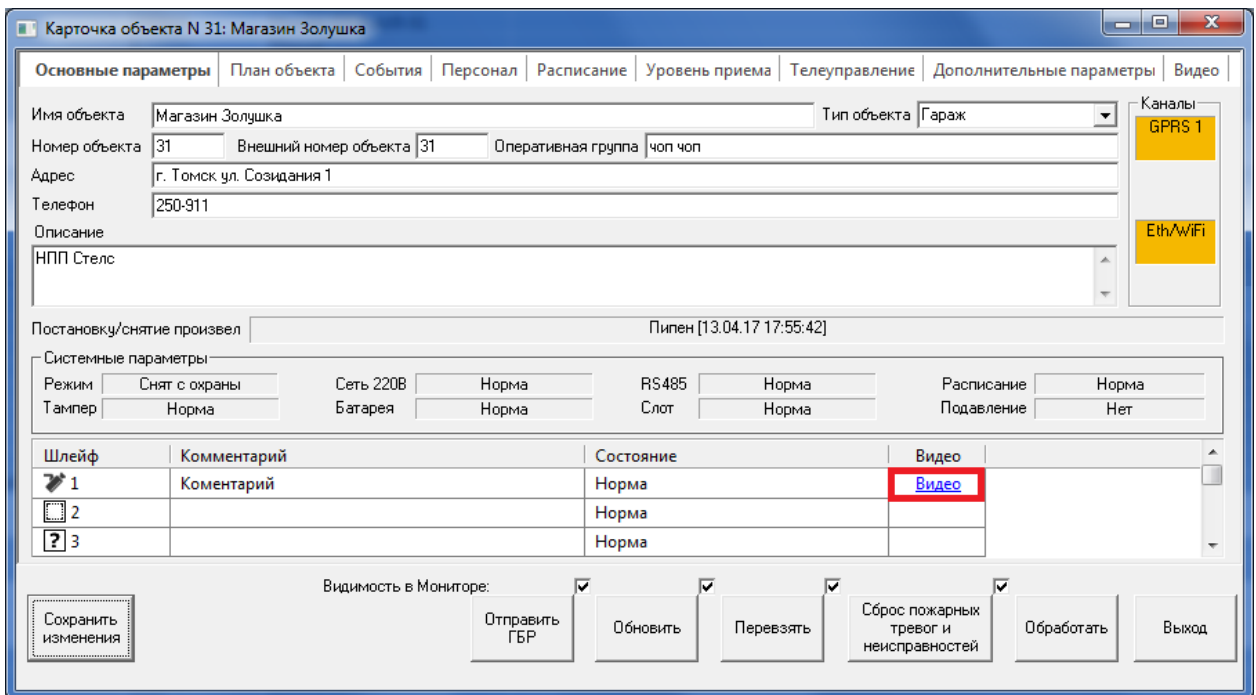 Карточка объекта N 31: Магазин Золушка
Основные параметры План объекта События Персонал Расписание Уровень приема Телеуправление Дополнительные параметры Видео
Имя объекта Магазин Золушка Тип объекта Гараж Каналы
GPRS 1
Номер объекта 31 Внешний номер объекта 31 Оперативная группа чоп чоп
Адрес г. Томск ул. Созидания 1
Телефон 250-911
Описание Eth/WiFi
НПП Стелс
Постановку/снятие произвел Пипен [13.04.17 17:55:42]
Системные параметры
Режим Снят с охраны Сеть 220В Норма RS485 Норма Расписание Норма
Тампер Норма Батарея Норма Слот Норма Подавление Нет
Шлейф Комментарий Состояние Видео
1 Коментарий Норма Видео
2 Норма
? 3 Норма
Видимость в Мониторе:
Сохранить изменения
Отправить ГБР
Обновить
Перевзять
Сброс пожарных тревог и неисправностей
Обработать
Выход